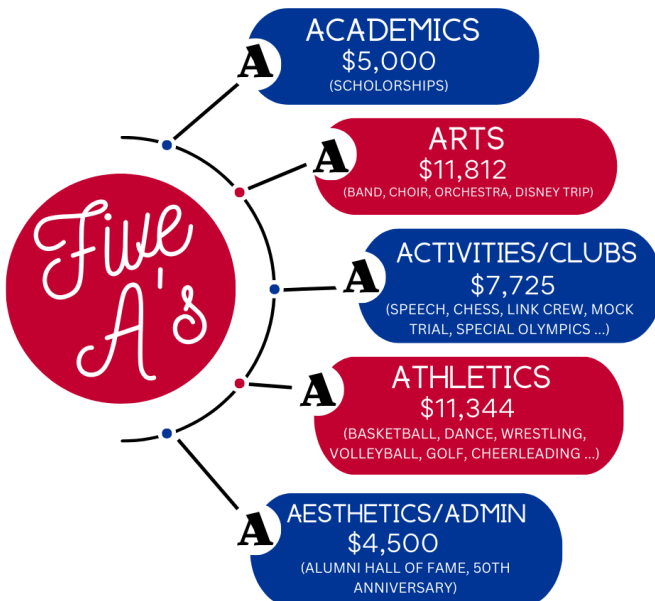 Five
A's
A
ACADEMICS
$5,000
(SCHOLORSHIPS)
A
ARTS
$11,812
(BAND, CHOIR, ORCHESTRA, DISNEY TRIP)
A
ACTIVITIES/CLUBS
$7,725
(SPEECH, CHESS, LINK CREW, MOCK
TRIAL, SPECIAL OLYMPICS ...)
A
ATHLETICS
$11,344
(BASKETBALL, DANCE, WRESTLING,
VOLLEYBALL, GOLF, CHEERLEADING ...)
A
AESTHETICS/ADMIN
$4,500
(ALUMNI HALL OF FAME, 50TH
ANNIVERSARY)